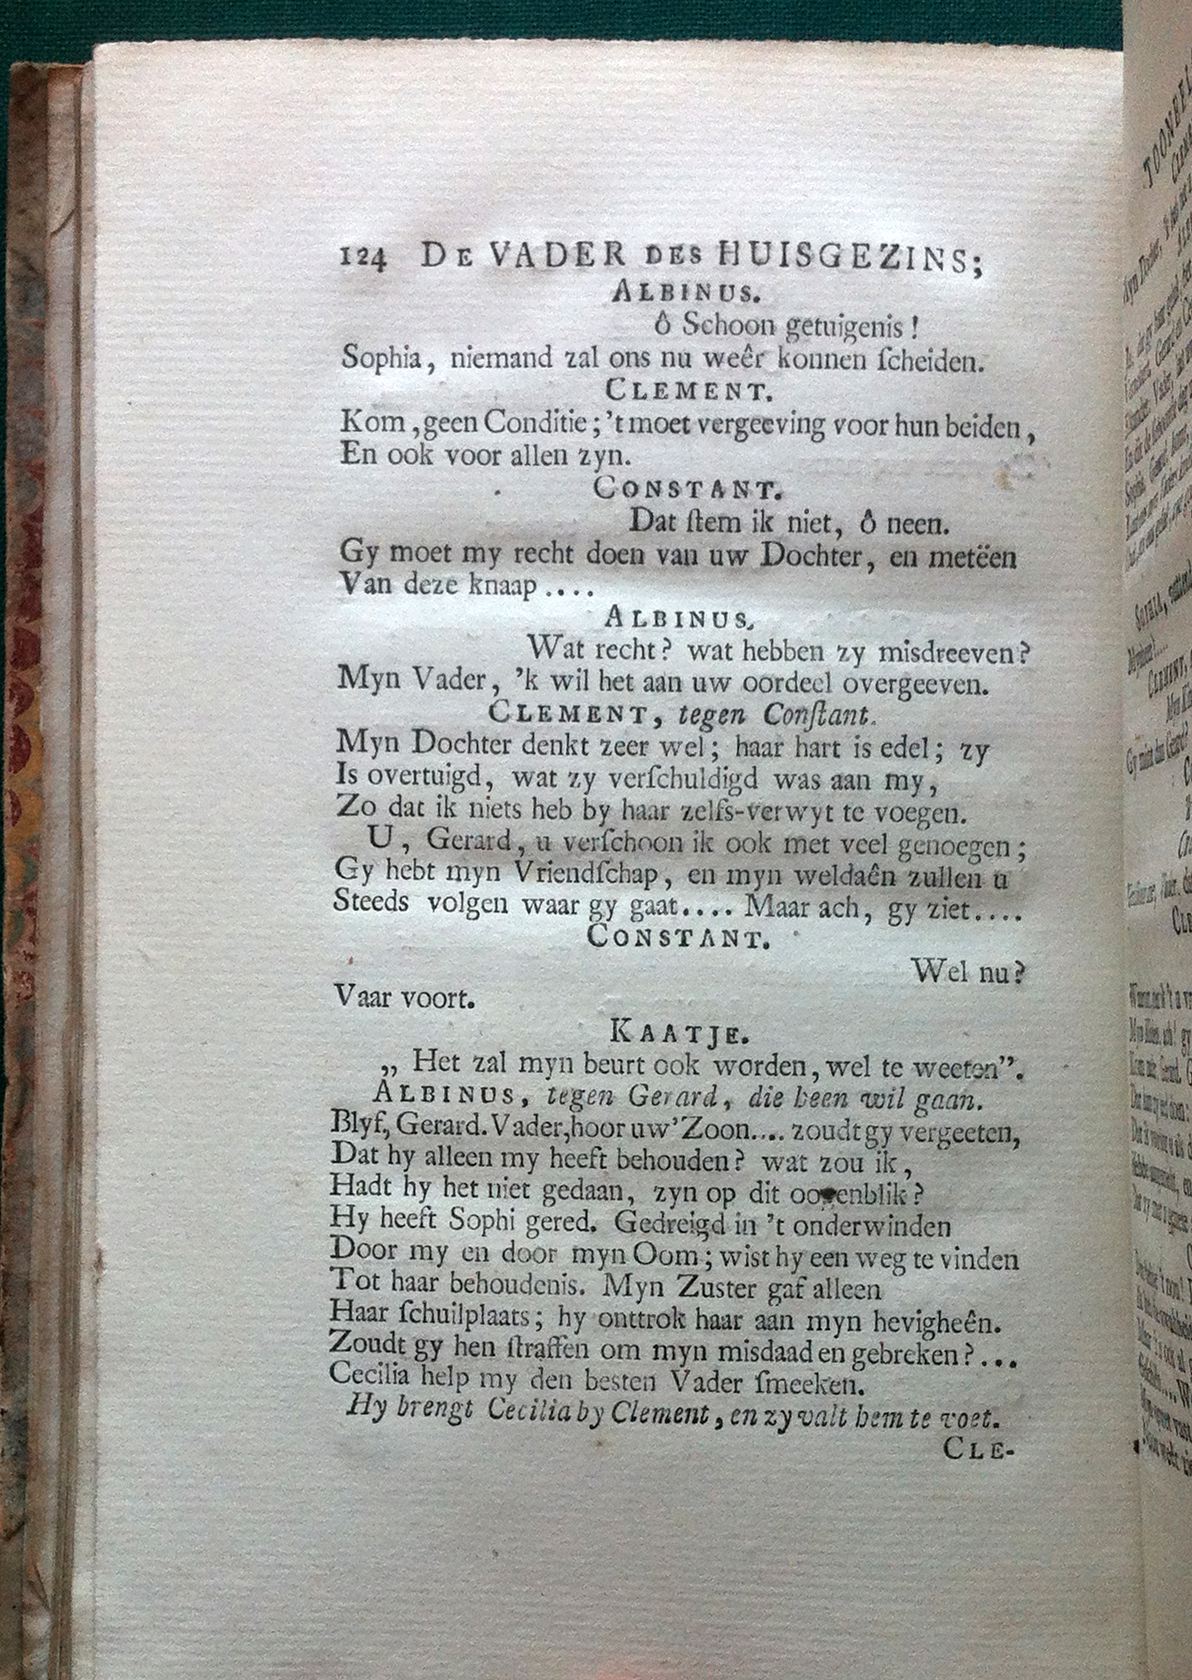 124 DE VADER DES HUISGEZINS;
ALBINUS.
ô Schoon getuigenis!
Sophia, niemand zal ons nu weêr konnen ſcheiden.
CLEMENT.
Kom, geen Conditie; 't moet vergeeving voor hun beiden,
En ook voor allen zyn.
CONSTANT.
Dat ſtem ik niet, ô neen.
Gy moet my recht doen van uw Dochter, en metëen
Van deze knaap ....
ALBINUS.
Wat recht? wat hebben zy misdreeven?
Myn Vader, 'k wil het aan uw oordeel overgeeven.
CLEMENT, tegen Conſtant.
Myn Dochter denkt zeer wel; haar hart is edel; zy
Is overtuigd, wat zy verſchuldigd was aan my,
Zo dat ik niets heb by haar zelfs-verwyt te voegen.
U, Gerard, u verſchoon ik ook met veel genoegen;
Gy hebt myn Vriendſchap, en myn weldaên zullen u
Steeds volgen waar gy gaat.... Maar ach, gy ziet....
CONSTANT.
Wel nu?
Vaar voort.
KAATJE.
„ Het zal myn beurt ook worden, wel te weeten”.
ALBINUS, tegen Gerard, die heen wil gaan.
Blyf, Gerard. Vader, hoor uw' Zoon.... zoudt gy vergeeten,
Dat hy alleen my heeft behouden? wat zou ik,
Hadt hy het niet gedaan, zyn op dit oogenblik?
Hy heeft Sophi gered. Gedreigd in 't onderwinden
Door my en door myn Oom; wist hy een weg te vinden
Tot haar behoudenis. Myn Zuster gaf alleen
Haar ſchuilplaats; hy onttrok haar aan myn hevigheên.
Zoudt gy hen ſtraffen om myn misdaad en gebreken?...
Cecilia help my den besten Vader ſmeeken.
Hy brengt Cecilia by Clement, en zy valt hem te voet.
CLE-